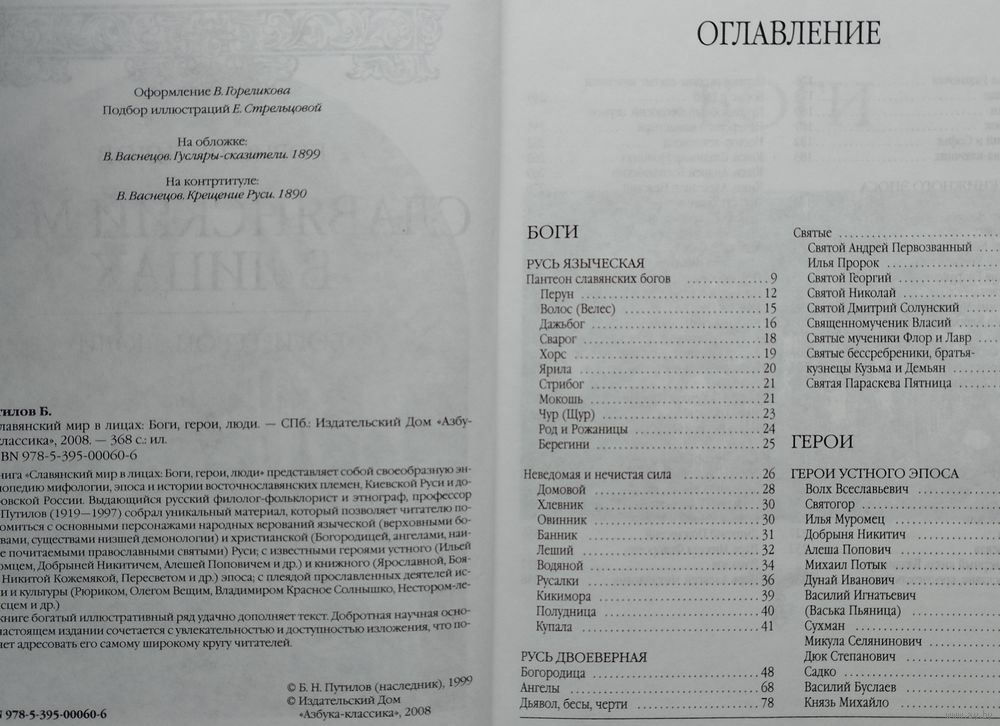 Оформление В. Гореликова
Подбор иллюстраций Е. Стрельцовой
На обложке:
В. Васнецов. Гусляры-сказители. 1899
На контртитуле:
В. Васнецов. Крещение Руси. 1890
тилов Б.
лавянский мир в лицах: Боги, герои, люди. — СПб.: Издательский Дом «Азбу-
классика», 2008. — 368 с.: ил.
BN 978-5-395-00060-6
нига «Славянский мир в лицах: Боги, герои, люди» представляет собой своеобразную эн-
лопедию мифологии, эпоса и истории восточнославянских племен, Киевской Руси и до-
ровской России. Выдающийся русский филолог-фольклорист и этнограф, профессор
Путилов (1919—1997) собрал уникальный материал, который позволяет читателю по-
омиться с основными персонажами народных верований языческой (верховными бо-
вами, существами низшей демонологии) и христианской (Богородицей, ангелами, наи-
е почитаемыми православными святыми) Руси; с известными героями устного (Ильей
омцем, Добрыней Никитичем, Алешей Поповичем и др.) и книжного (Ярославной, Боя-
Никитой Кожемякой, Пересветом и др.) эпоса; с плеядой прославленных деятелей ис-
и и культуры (Рюриком, Олегом Вещим, Владимиром Красное Солнышко, Нестором-ле-
сцем и др.)
книге богатый иллюстративный ряд удачно дополняет текст. Добротная научная осно-
настоящем издании сочетается с увлекательностью и доступностью изложения, что по-
ет адресовать его самому широкому кругу читателей.
© Б. Н. Путилов (наследник), 1999
© Издательский Дом
«Азбука-классика», 2008
978-5-395-00060-6
ОГЛАВЛЕНИЕ
БОГИ
РУСЬ ЯЗЫЧЕСКАЯ
Пантеон славянских богов ............ 9
Перун ............ 12
Волос (Велес) ............ 15
Дажьбог ............ 16
Сварог ............ 18
Хорс ............ 19
Ярила ............ 20
Стрибог ............ 21
Мокошь ............ 21
Чур (Щур) ............ 23
Род и Рожаницы ............ 24
Берегини ............ 25
Неведомая и нечистая сила ............ 26
Домовой ............ 28
Хлевник ............ 30
Овинник ............ 30
Банник ............ 31
Леший ............ 32
Водяной ............ 34
Русалки ............ 36
Кикимора ............ 39
Полудница ............ 40
Купала ............ 41
РУСЬ ДВОЕВЕРНАЯ
Богородица ............ 48
Ангелы ............ 68
Дьявол, бесы, черти ............ 78
Святые ............
Святой Андрей Первозванный ....
Илья Пророк ............
Святой Георгий ............
Святой Николай ............
Святой Дмитрий Солунский ......
Священномученик Власий ......
Святые мученики Флор и Лавр ....
Святые бессребреники, братья-
кузнецы Кузьма и Демьян ......
Святая Параскева Пятница ......
ГЕРОИ
ГЕРОИ УСТНОГО ЭПОСА
Волх Всеславьевич ............
Святогор ............
Илья Муромец ............
Добрыня Никитич ............
Алеша Попович ............
Михаил Потык ............
Дунай Иванович ............
Василий Игнатьевич
(Васька Пьяница) ............
Сухман ............
Микула Селянинович ............
Дюк Степанович ............
Садко ............
Василий Буслаев ............
Князь Михайло ............